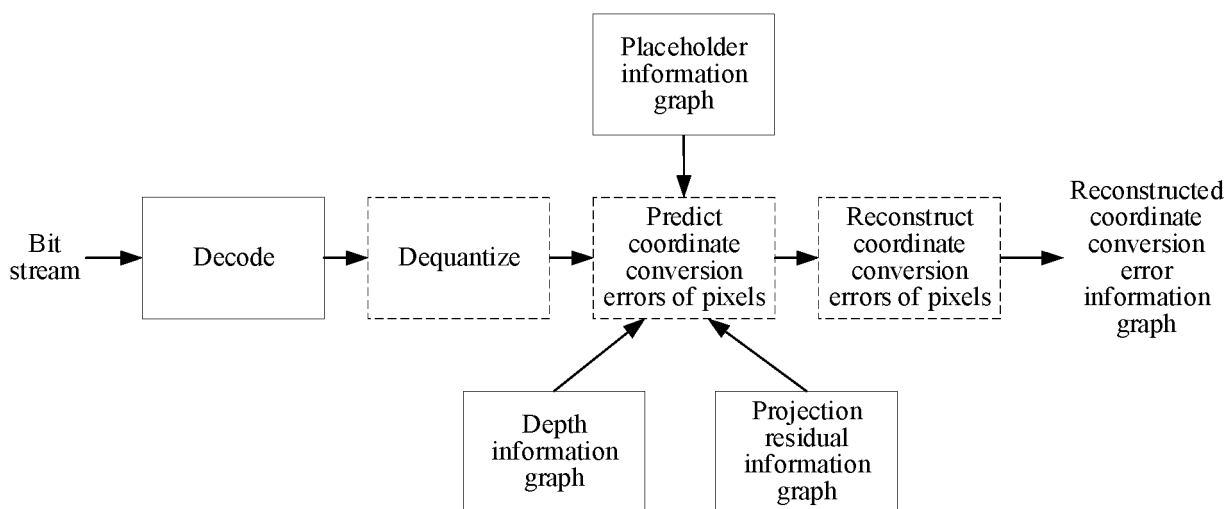 Placeholder
information
graph
Bit
stream
Decode
Dequantize
Predict
coordinate
conversion
errors of pixels
Reconstruct
coordinate
conversion
errors of pixels
Reconstructed
coordinate
conversion
error
information
graph
Depth
information
graph
Projection
residual
information
graph